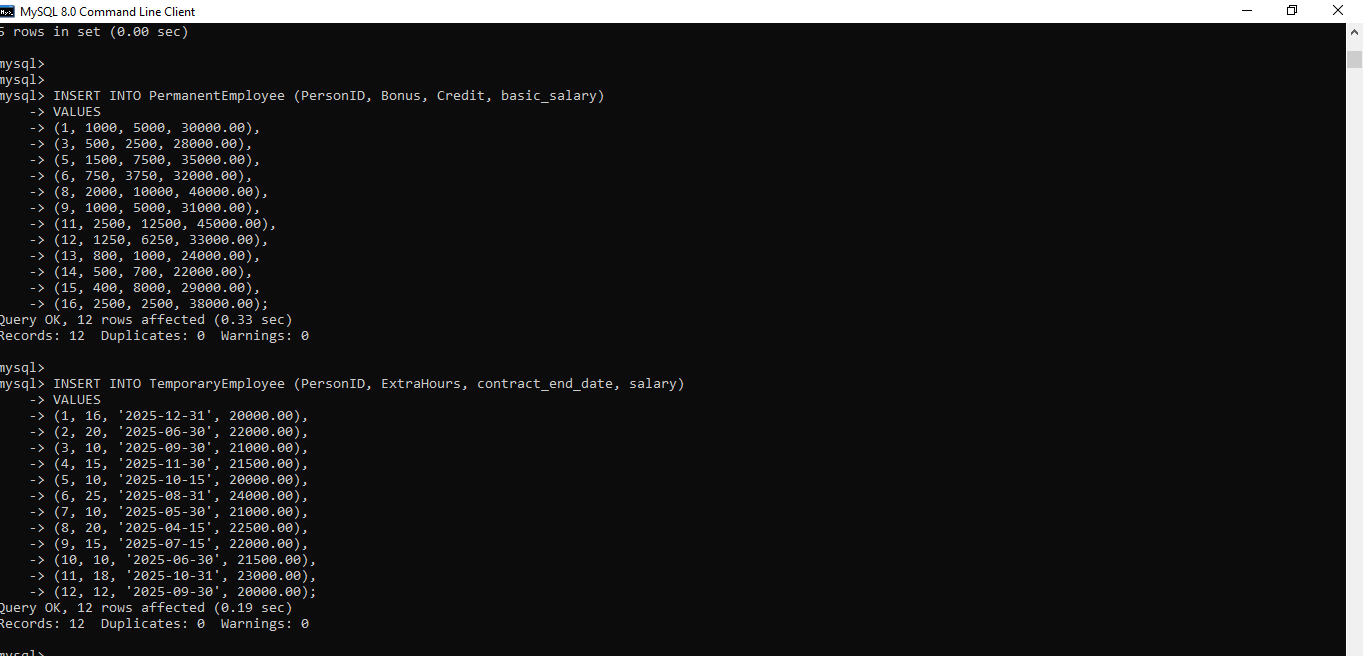 MySQL 8.0 Command Line Client
5 rows in set (0.00 sec)
mysql>
mysql>
mysql> INSERT INTO PermanentEmployee (PersonID, Bonus, Credit, basic_salary)
-> VALUES
-> (1, 1000, 5000, 30000.00),
-> (3, 500, 2500, 28000.00),
-> (5, 1500, 7500, 35000.00),
-> (6, 750, 3750, 32000.00),
-> (8, 2000, 10000, 40000.00),
-> (9, 1000, 5000, 31000.00),
-> (11, 2500, 12500, 45000.00),
-> (12, 1250, 6250, 33000.00),
-> (13, 800, 1000, 24000.00),
-> (14, 500, 700, 22000.00),
-> (15, 400, 8000, 29000.00),
-> (16, 2500, 2500, 38000.00);
Query OK, 12 rows affected (0.33 sec)
Records: 12  Duplicates: 0  Warnings: 0
mysql>
mysql> INSERT INTO TemporaryEmployee (PersonID, ExtraHours, contract_end_date, salary)
-> VALUES
-> (1, 16, '2025-12-31', 20000.00),
-> (2, 20, '2025-06-30', 22000.00),
-> (3, 10, '2025-09-30', 21000.00),
-> (4, 15, '2025-11-30', 21500.00),
-> (5, 10, '2025-10-15', 20000.00),
-> (6, 25, '2025-08-31', 24000.00),
-> (7, 10, '2025-05-30', 21000.00),
-> (8, 20, '2025-04-15', 22500.00),
-> (9, 15, '2025-07-15', 22000.00),
-> (10, 10, '2025-06-30', 21500.00),
-> (11, 18, '2025-10-31', 23000.00),
-> (12, 12, '2025-09-30', 20000.00);
Query OK, 12 rows affected (0.19 sec)
Records: 12  Duplicates: 0  Warnings: 0
mysql>